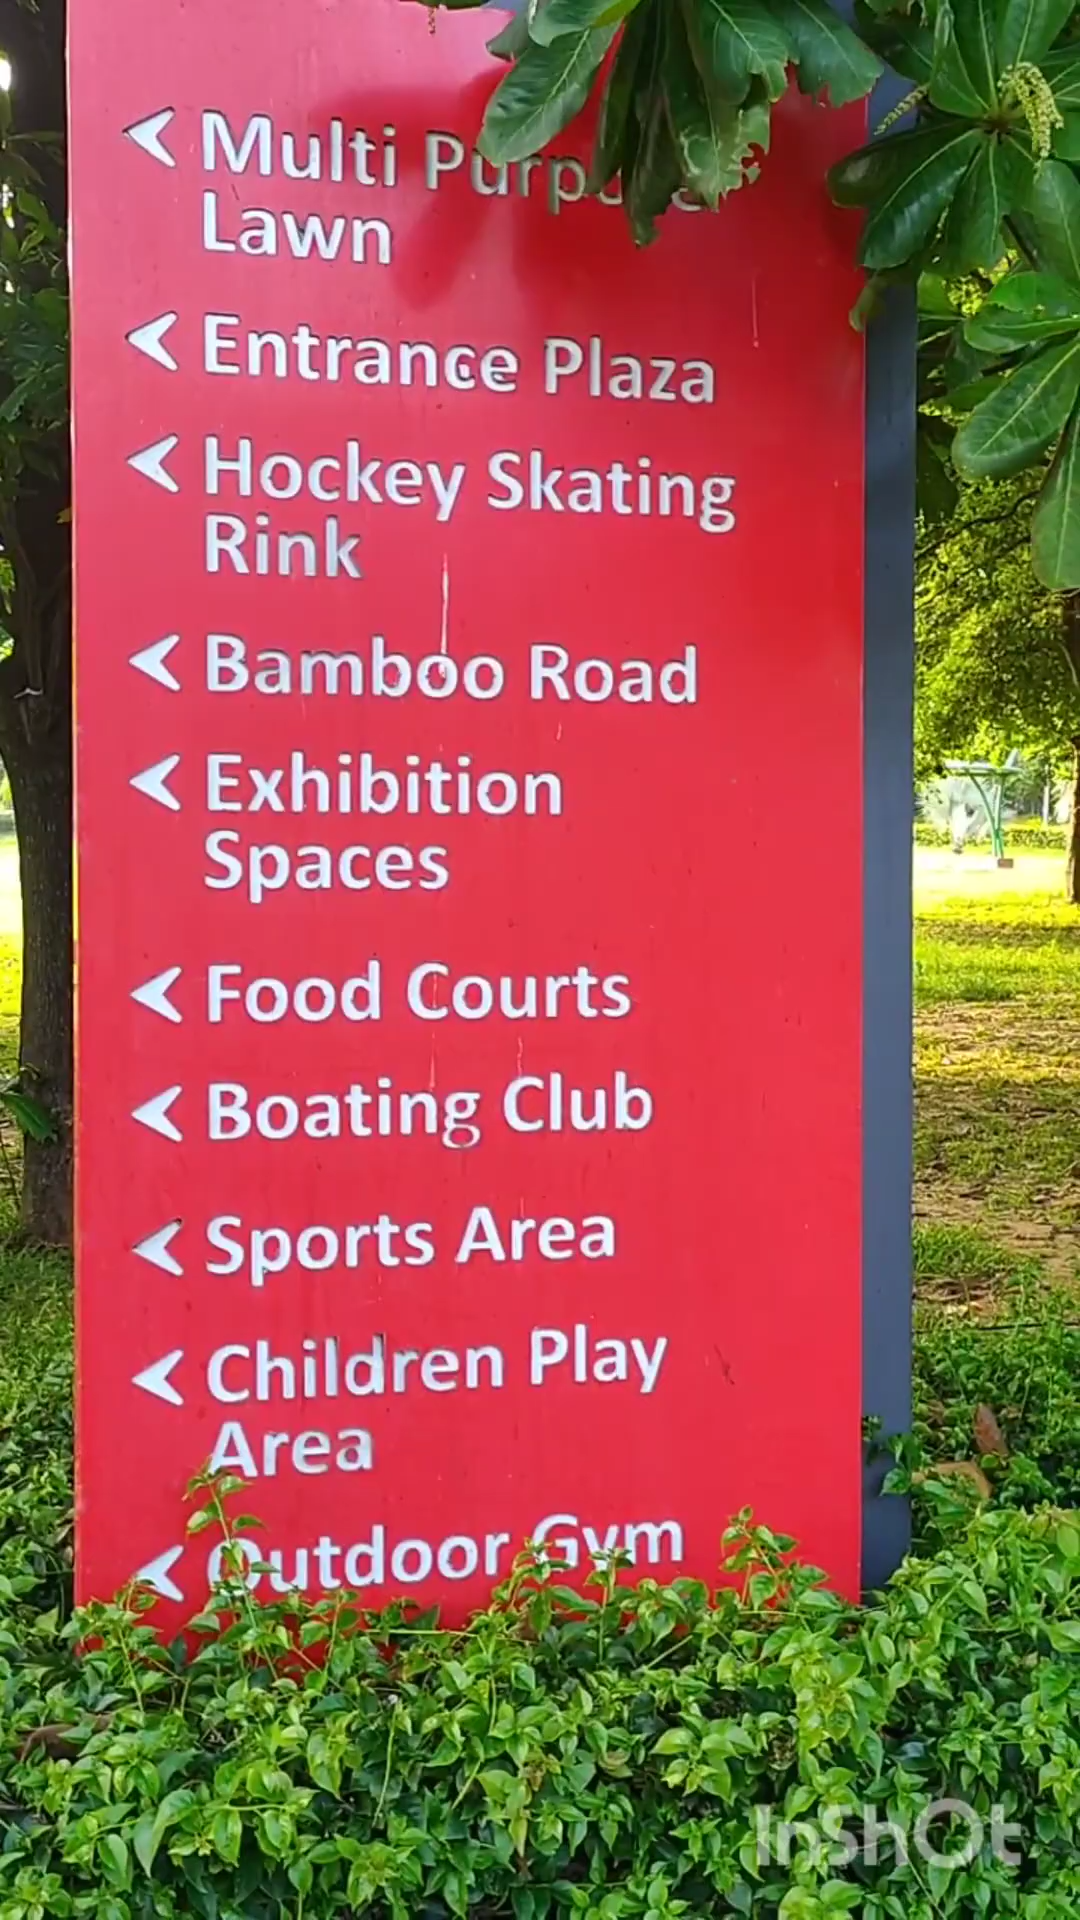 Multi Purpose
Lawn
Entrance Plaza
Hockey Skating
Rink
Bamboo Road
Exhibition
Spaces
Food Courts
Boating Club
Sports Area
Children Play
Area
Outdoor Gym
InShOt